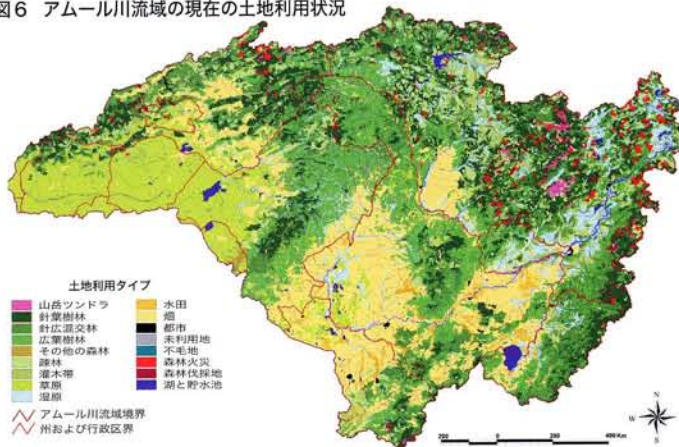 図6 アムール川流域の現在の土地利用状況
土地利用タイプ
山岳ツンドラ
針葉樹林
針広混交林
広葉樹林
その他の森林
疎林
灌木帯
草原
湿原
水田
畑
都市
未利用地
不毛地
森林火災
森林伐採地
湖と貯水池
アムール川流域境界
州および行政区界
N
W
E
S
200 0 200 400 Km